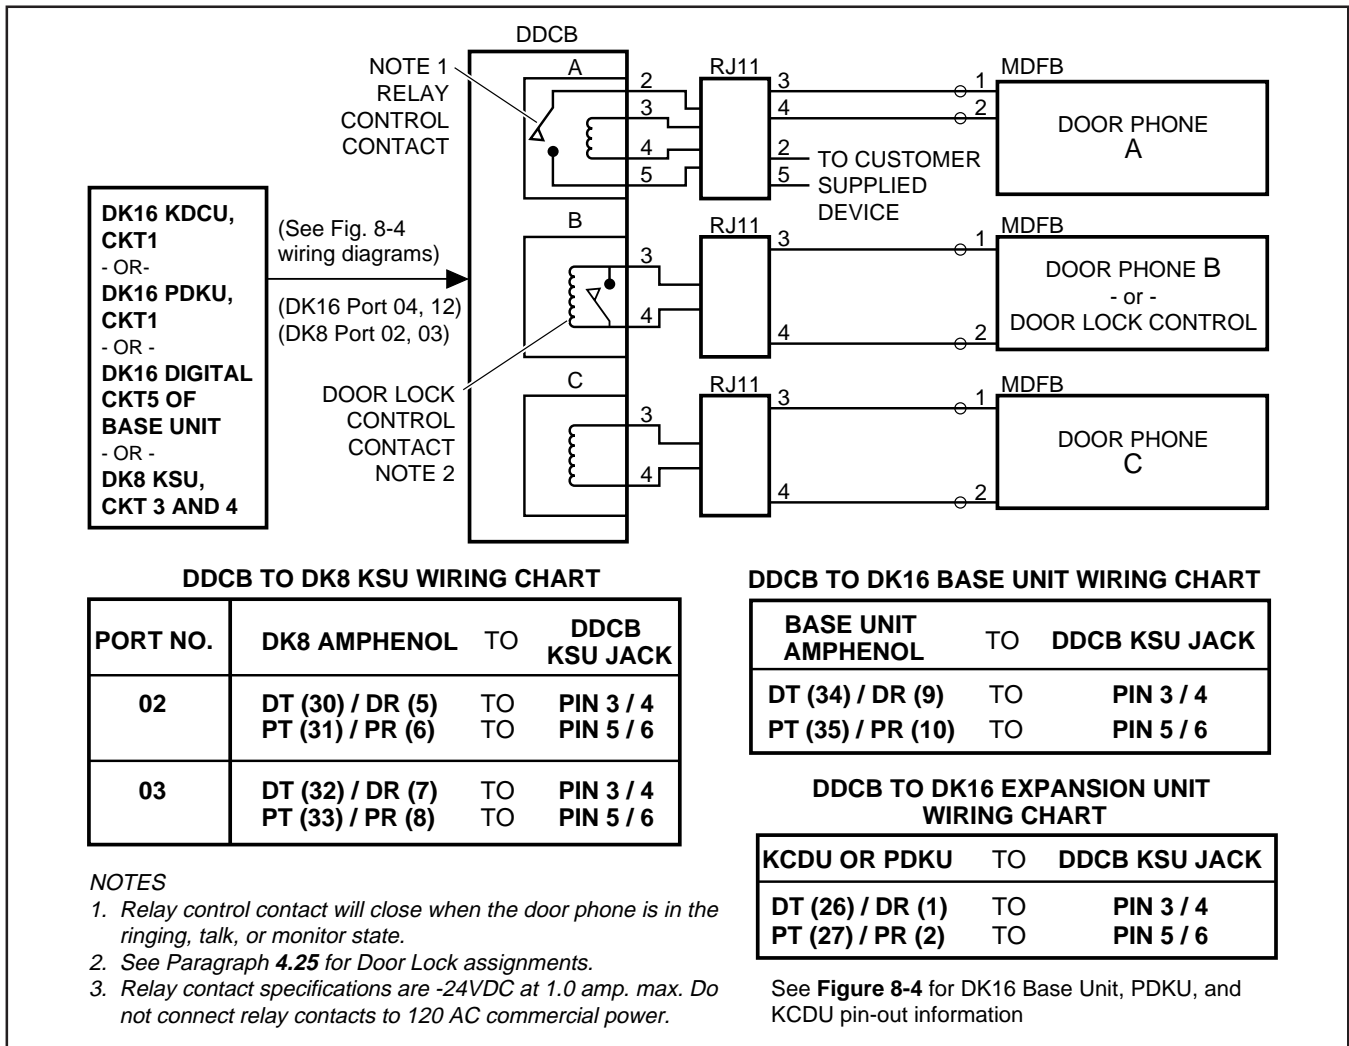 DDCB
NOTE 1
RELAY
CONTROL
CONTACT
A
2
3
4
5
RJ11
3
4
2
5
TO CUSTOMER
SUPPLIED
DEVICE
1
2
MDFB
DOOR PHONE
A
DK16 KDCU,
CKT1
- OR-
DK16 PDKU,
CKT1
- OR -
DK16 DIGITAL
CKT5 OF
BASE UNIT
- OR -
DK8 KSU,
CKT 3 AND 4
(See Fig. 8-4
wiring diagrams)
(DK16 Port 04, 12)
(DK8 Port 02, 03)
B
3
4
RJ11
3
4
1
2
MDFB
DOOR PHONE B
- or -
DOOR LOCK CONTROL
DOOR LOCK
CONTROL
CONTACT
NOTE 2
C
3
4
RJ11
3
4
1
2
MDFB
DOOR PHONE
C
DDCB TO DK8 KSU WIRING CHART
PORT NO. DK8 AMPHENOL TO DDCB KSU JACK
02 DT (30) / DR (5) TO PIN 3 / 4
PT (31) / PR (6) TO PIN 5 / 6
03 DT (32) / DR (7) TO PIN 3 / 4
PT (33) / PR (8) TO PIN 5 / 6
DDCB TO DK16 BASE UNIT WIRING CHART
BASE UNIT AMPHENOL TO DDCB KSU JACK
DT (34) / DR (9) TO PIN 3 / 4
PT (35) / PR (10) TO PIN 5 / 6
DDCB TO DK16 EXPANSION UNIT
WIRING CHART
KCDU OR PDKU TO DDCB KSU JACK
DT (26) / DR (1) TO PIN 3 / 4
PT (27) / PR (2) TO PIN 5 / 6
NOTES
1. Relay control contact will close when the door phone is in the
ringing, talk, or monitor state.
2. See Paragraph 4.25 for Door Lock assignments.
3. Relay contact specifications are -24VDC at 1.0 amp. max. Do
not connect relay contacts to 120 AC commercial power.
See Figure 8-4 for DK16 Base Unit, PDKU, and
KCDU pin-out information